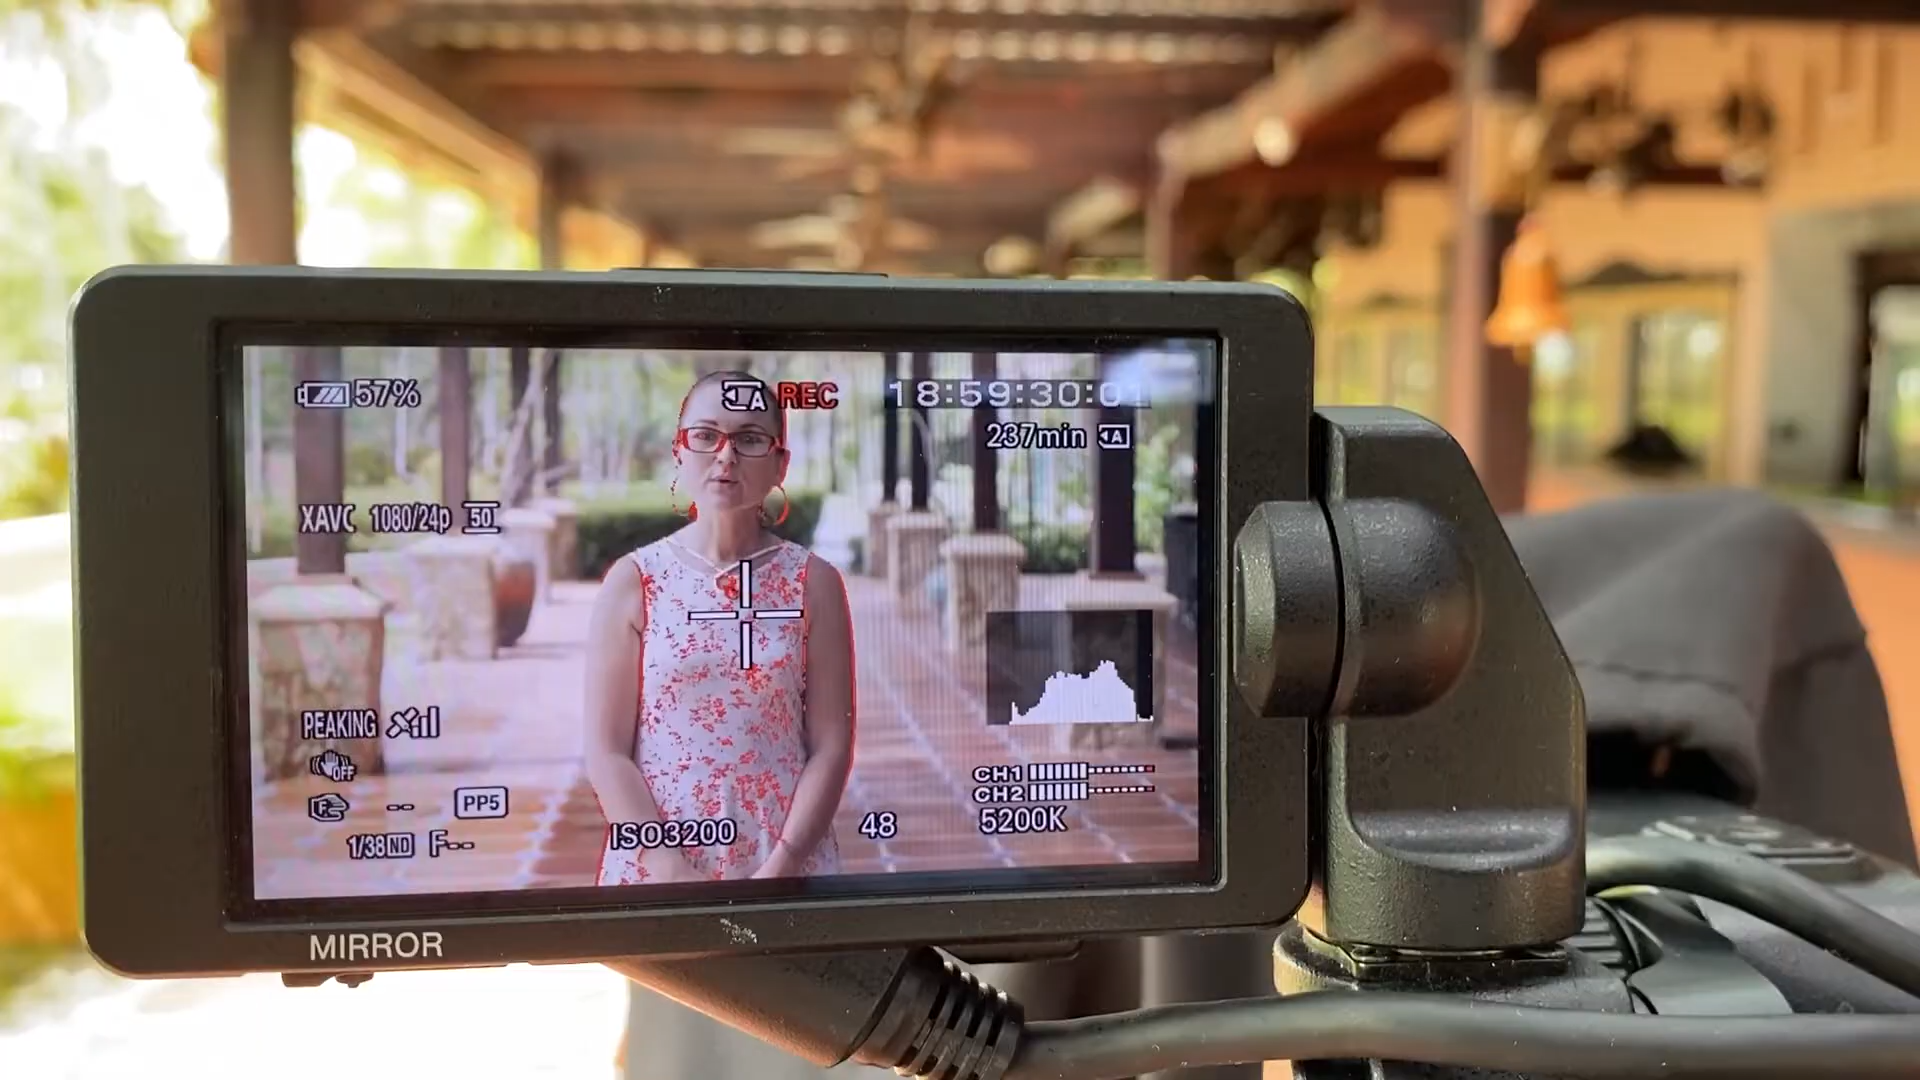 57%
A REC
18:59:30:01
237min A
XAVC 1080/24p 50
PEAKING
OFF
F -- PP5
1/38ND F--
ISO3200
48
CH1
CH2
5200K
MIRROR